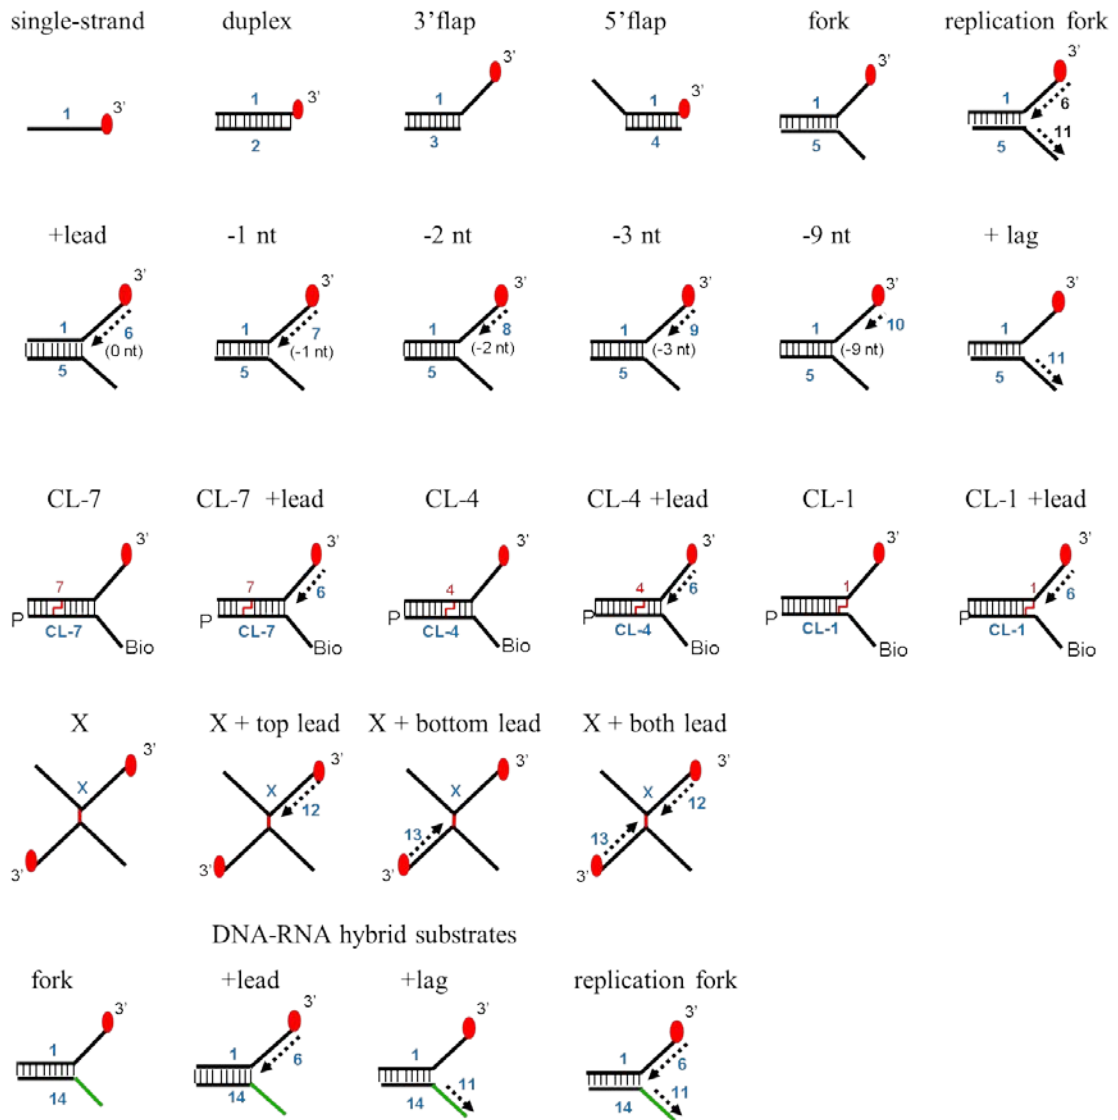 single-strand duplex 3'flap 5'flap fork replication fork
1 3' 1 3' 2 1 3 1 3' 4 1 5 1 6 5 11
+lead -1 nt -2 nt -3 nt -9 nt + lag
3' 1 6 (0 nt) 5 3' 1 7 (-1 nt) 5 3' 1 8 (-2 nt) 5 3' 1 9 (-3 nt) 5 3' 1 10 (-9 nt) 5 3' 1 11 5
CL-7 CL-7 +lead CL-4 CL-4 +lead CL-1 CL-1 +lead
3' 7 P CL-7 Bio 3' 7 6 P CL-7 Bio 3' 4 P CL-4 Bio 3' 4 6 P CL-4 Bio 3' 1 P CL-1 Bio 3' 1 6 P CL-1 Bio
X X + top lead X + bottom lead X + both lead
3' X 3' 3' X 12 3' 3' X 13 3' 3' X 12 13 3'
DNA-RNA hybrid substrates
fork +lead +lag replication fork
3' 1 14 3' 1 6 14 3' 1 11 14 3' 1 6 11 14